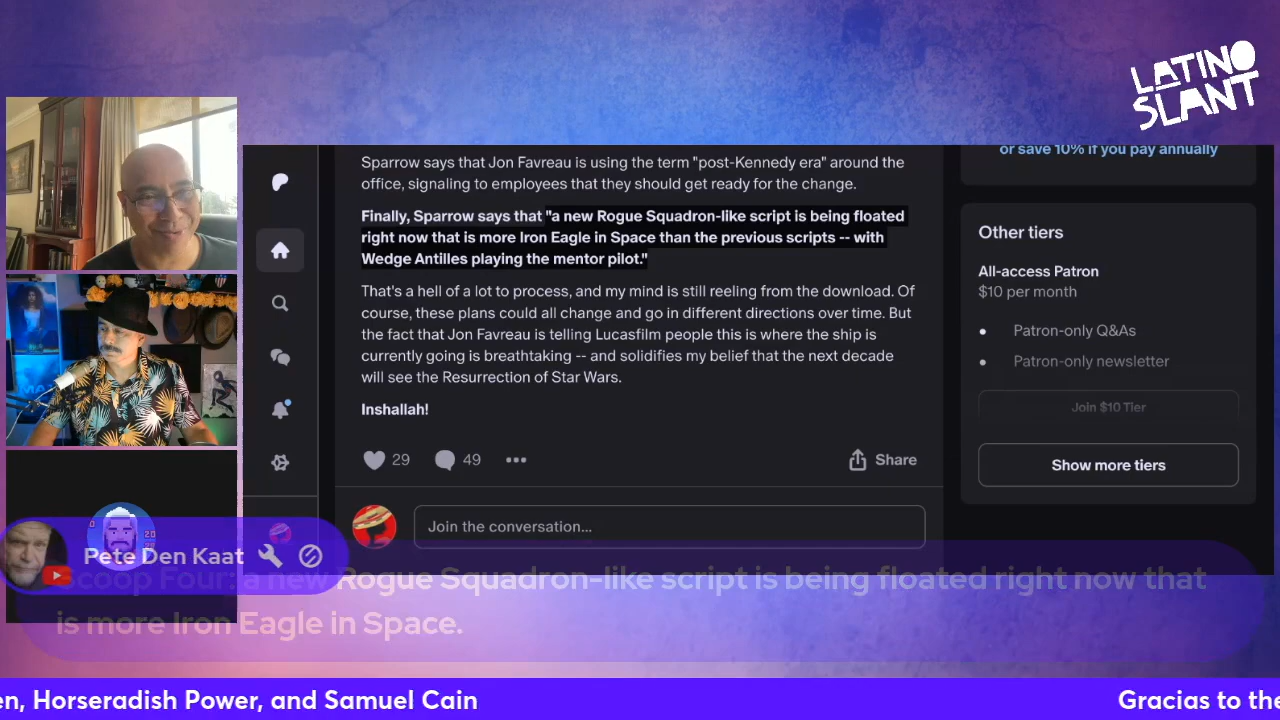 LATINO
SLANT
Sparrow says that Jon Favreau is using the term "post-Kennedy era" around the
office, signaling to employees that they should get ready for the change.
Finally, Sparrow says that "a new Rogue Squadron-like script is being floated
right now that is more Iron Eagle in Space than the previous scripts -- with
Wedge Antilles playing the mentor pilot."
That's a hell of a lot to process, and my mind is still reeling from the download. Of
course, these plans could all change and go in different directions over time. But
the fact that Jon Favreau is telling Lucasfilm people this is where the ship is
currently going is breathtaking -- and solidifies my belief that the next decade
will see the Resurrection of Star Wars.
Inshallah!
29 49 ••• Share
Join the conversation...
or save 10% if you pay annually
Other tiers
All-access Patron
$10 per month
• Patron-only Q&As
• Patron-only newsletter
Join $10 Tier
Show more tiers
Pete Den Kaat
Scoop Four: a new Rogue Squadron-like script is being floated right now that
is more Iron Eagle in Space.
en, Horseradish Power, and Samuel Cain
Gracias to the